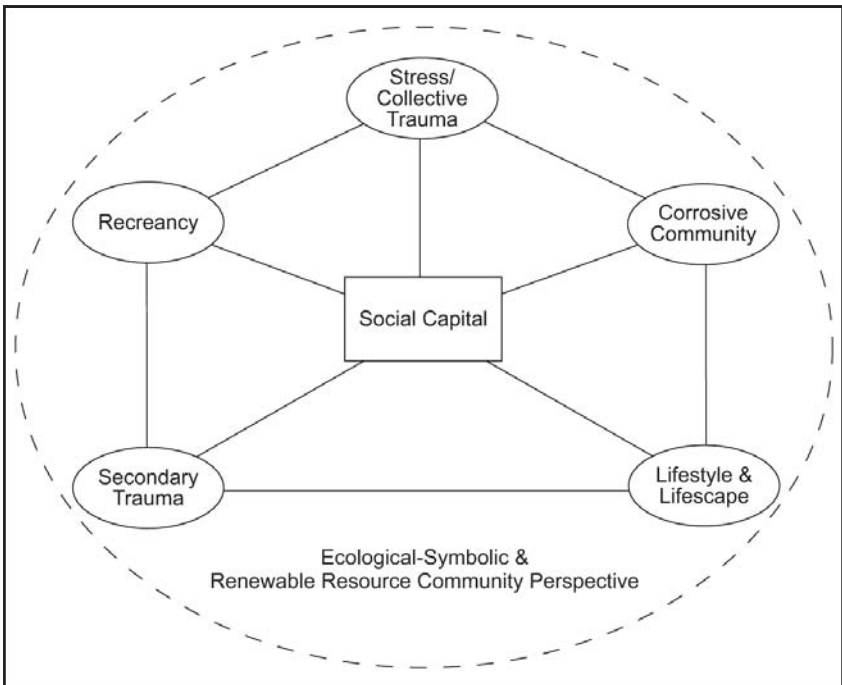 Stress/
Collective
Trauma
Recreancy
Corrosive
Community
Social Capital
Secondary
Trauma
Lifestyle &
Lifescape
Ecological-Symbolic &
Renewable Resource Community Perspective